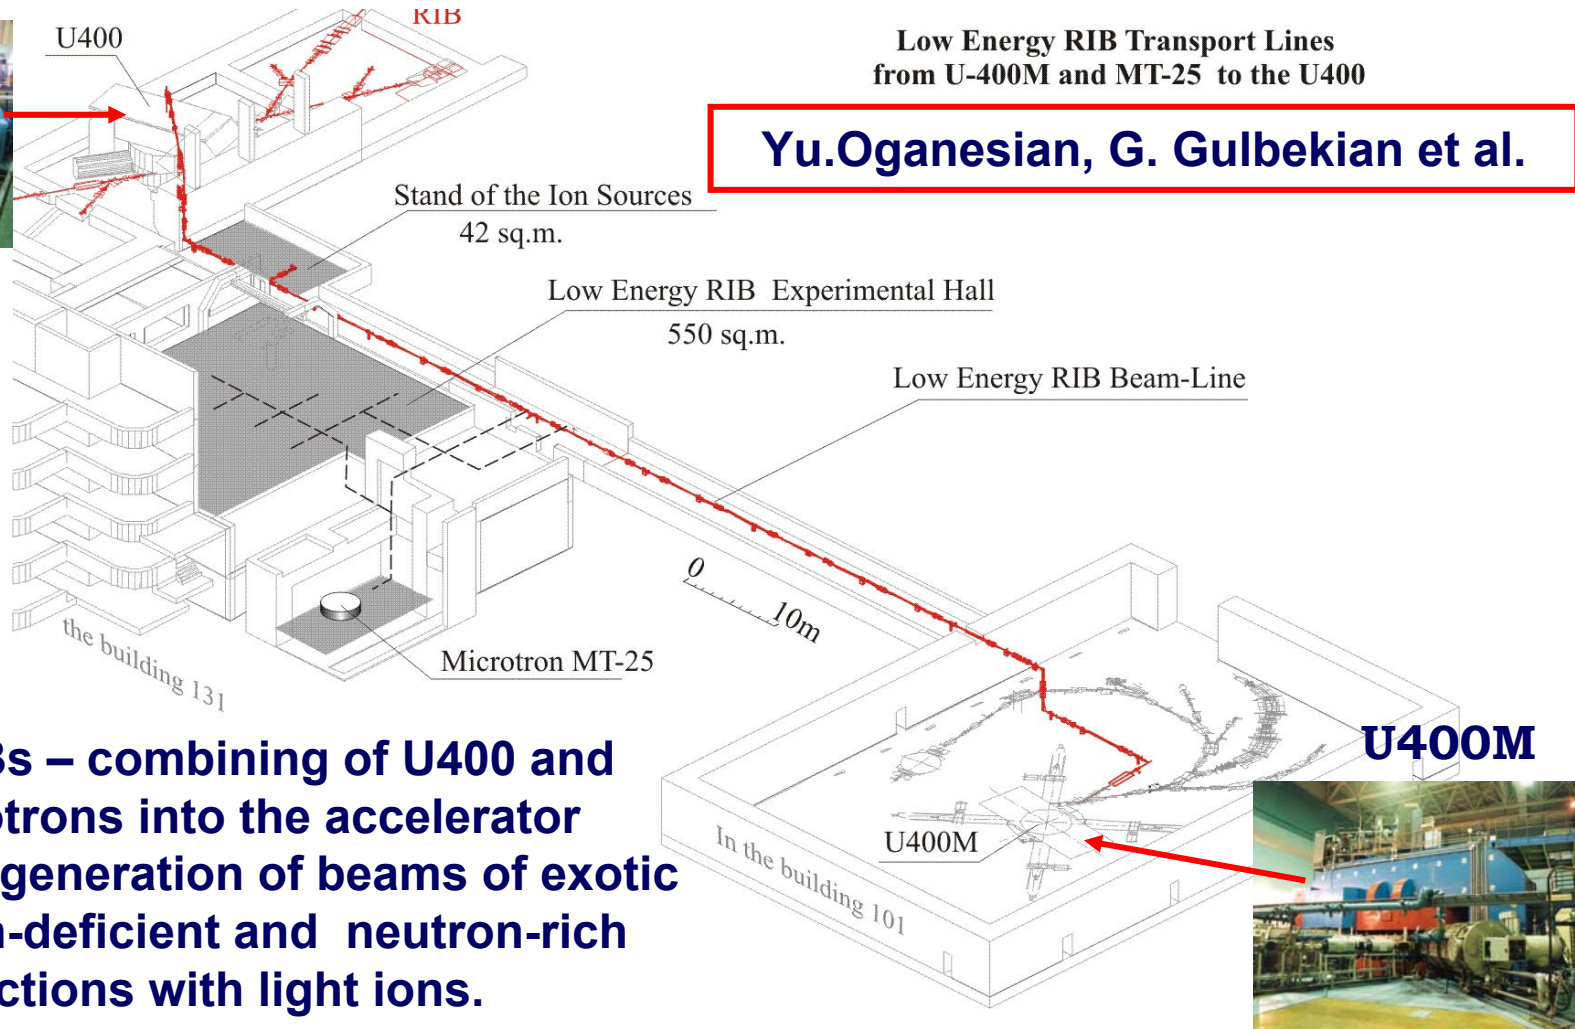 RIB
U400
Low Energy RIB Transport Lines
from U-400M and MT-25 to the U400
Yu.Oganesian, G. Gulbekian et al.
Stand of the Ion Sources
42 sq.m.
Low Energy RIB Experimental Hall
550 sq.m.
Low Energy RIB Beam-Line
0
10m
Microtron MT-25
the building 131
U400M
U400M
In the building 101
s – combining of U400 and
otrons into the accelerator
generation of beams of exotic
-deficient and neutron-rich
ctions with light ions.